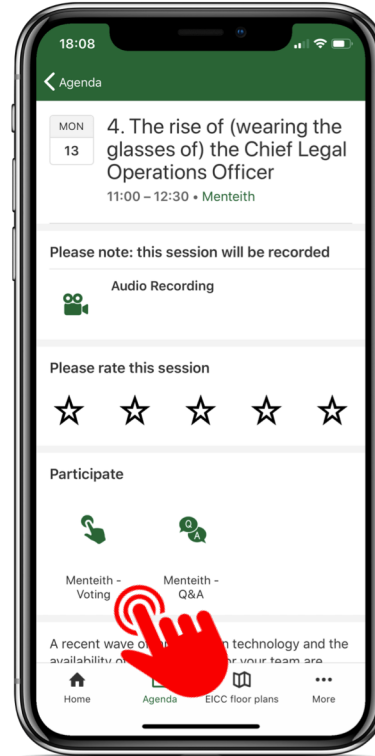 18:08
Agenda
MON
13
4. The rise of (wearing the
glasses of) the Chief Legal
Operations Officer
11:00 – 12:30 • Menteith
Please note: this session will be recorded
Audio Recording
Please rate this session
Participate
Q
A
Menteith -
Voting
Menteith -
Q&A
A recent wave of technology and the
availability your team are
Home
Agenda
EICC floor plans
More